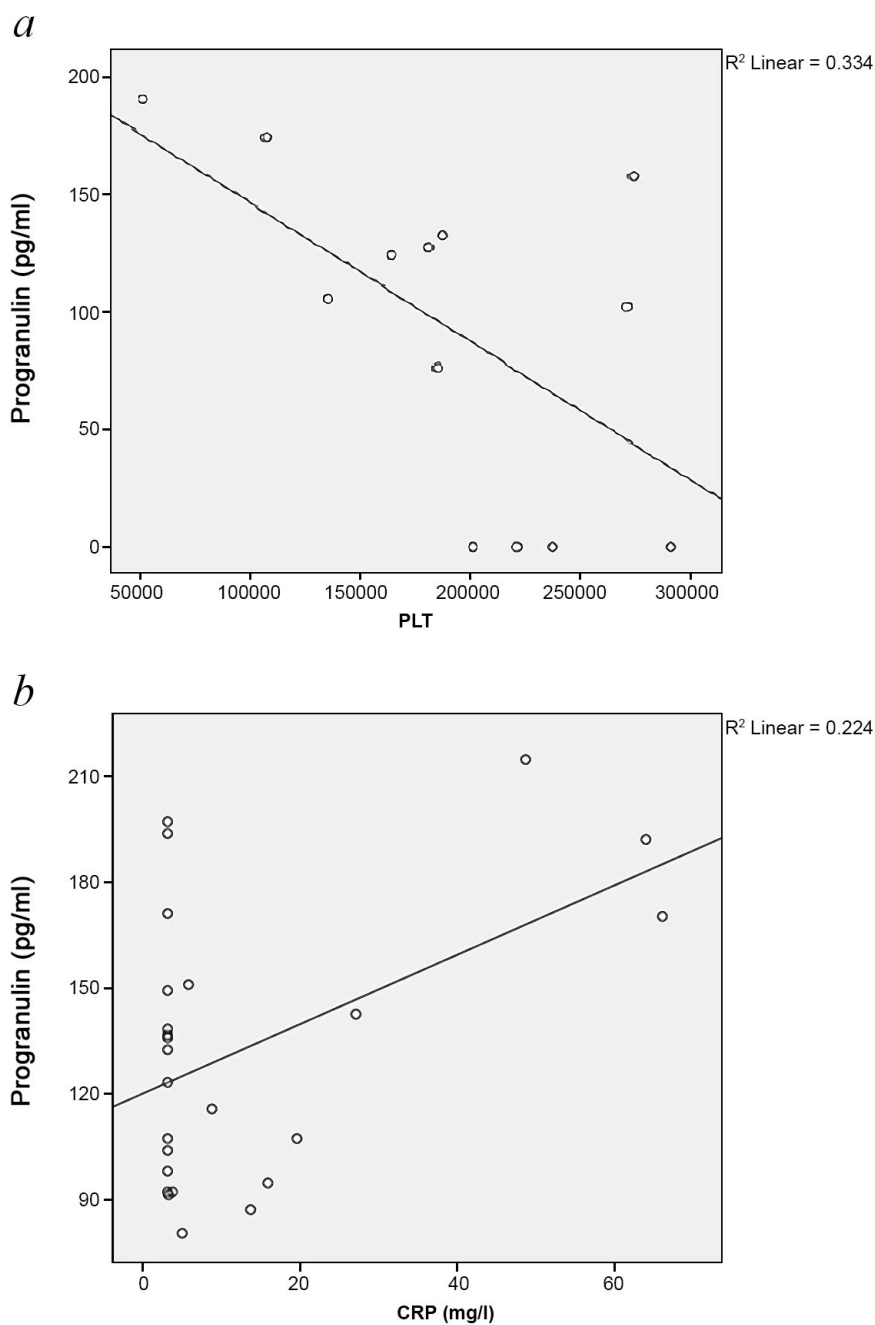 a
R² Linear = 0.334
Progranulin (pg/ml)
200
150
100
50
0
50000 100000 150000 200000 250000 300000
PLT
b
R² Linear = 0.224
Progranulin (pg/ml)
210
180
150
120
90
0 20 40 60
CRP (mg/l)